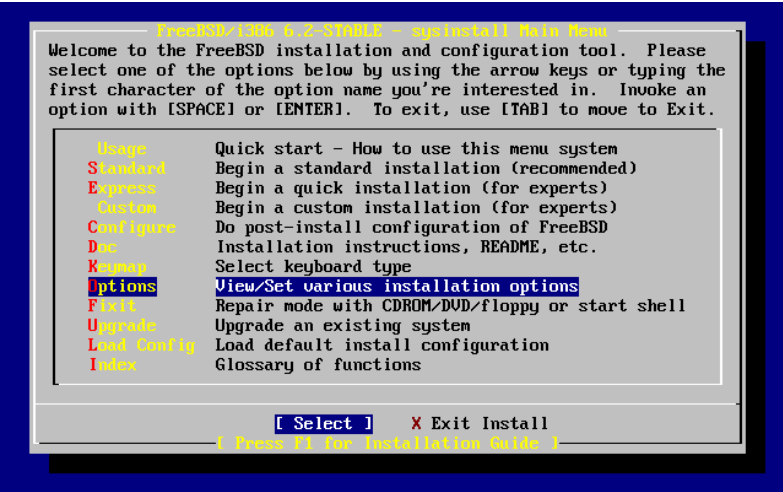 FreeBSD/i386 6.2-STABLE - sysinstall Main Menu
Welcome to the FreeBSD installation and configuration tool.  Please
select one of the options below by using the arrow keys or typing the
first character of the option name you're interested in.  Invoke an
option with [SPACE] or [ENTER].  To exit, use [TAB] to move to Exit.
Usage Quick start - How to use this menu system
Standard Begin a standard installation (recommended)
Express Begin a quick installation (for experts)
Custom Begin a custom installation (for experts)
Configure Do post-install configuration of FreeBSD
Doc Installation instructions, README, etc.
Keymap Select keyboard type
Options View/Set various installation options
Fixit Repair mode with CDROM/DVD/floppy or start shell
Upgrade Upgrade an existing system
Load Config Load default install configuration
Index Glossary of functions
[ Select ] X Exit Install
[ Press F1 for Installation Guide ]